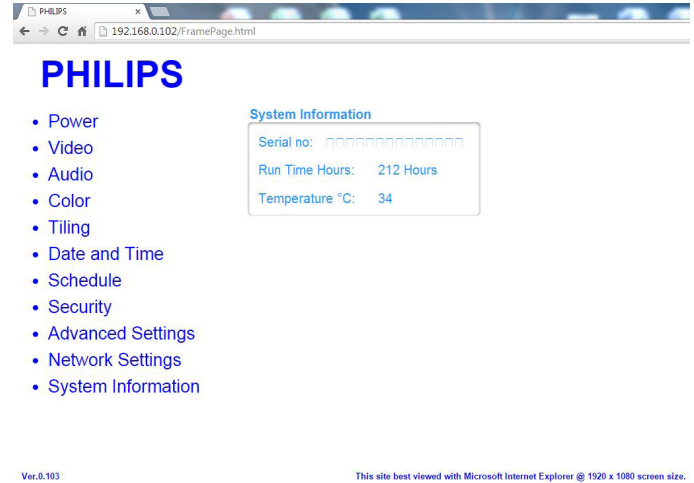 PHILIPS
192.168.0.102/FramePage.html
PHILIPS
Power
Video
Audio
Color
Tiling
Date and Time
Schedule
Security
Advanced Settings
Network Settings
System Information
System Information
Serial no:
Run Time Hours: 212 Hours
Temperature °C: 34
Ver.0.103
This site best viewed with Microsoft Internet Explorer @ 1920 x 1080 screen size.